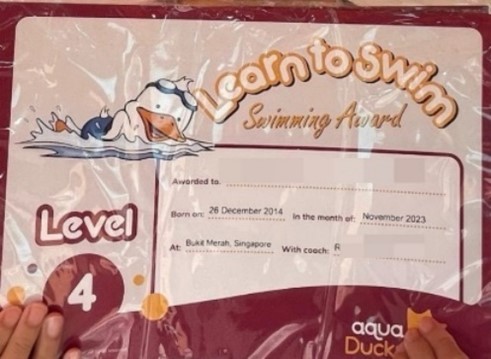 Learn to Swim
Swimming Award
Awarded to.
Born on: 26 December 2014 In the month of: November 2023
At: Bukit Merah, Singapore With coach: R
Level
4
aqua